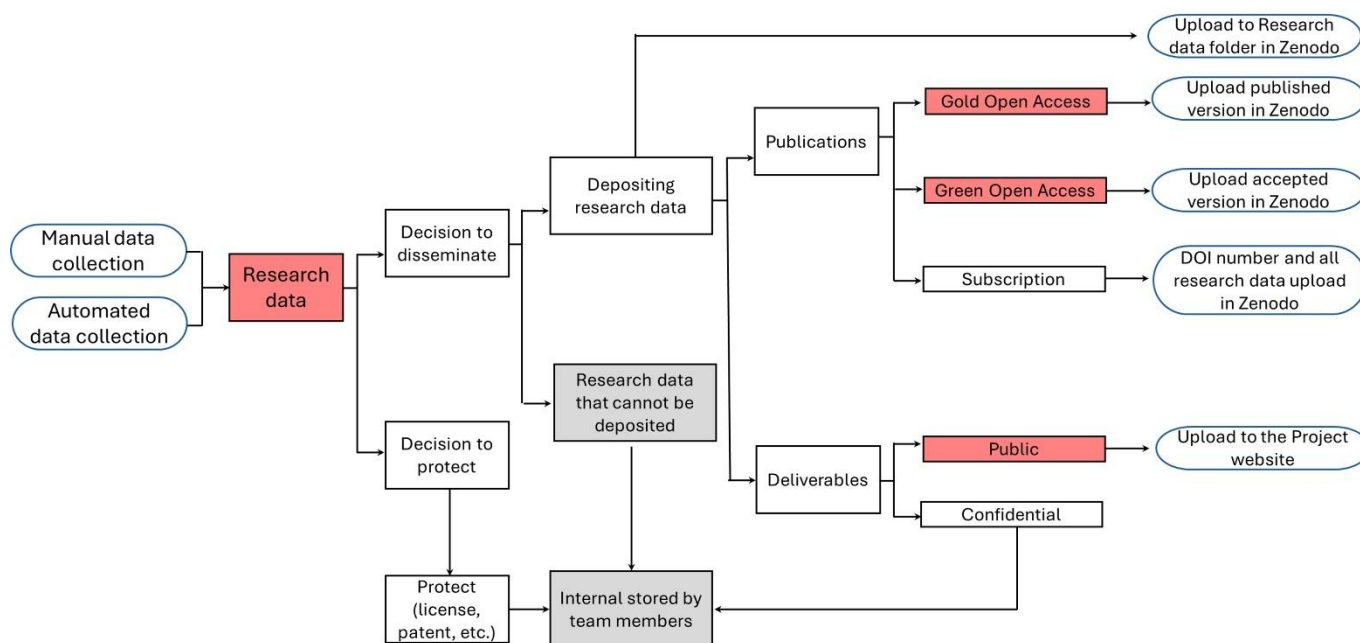 Upload to Research
data folder in Zenodo
Gold Open Access
Upload published
version in Zenodo
Publications
Depositing
research data
Green Open Access
Upload accepted
version in Zenodo
Manual data
collection
Decision to
disseminate
Research
data
Subscription
DOI number and all
research data upload
in Zenodo
Automated
data collection
Research data
that cannot be
deposited
Decision to
protect
Public
Upload to the Project
website
Deliverables
Confidential
Protect
(license,
patent, etc.)
Internal stored by
team members